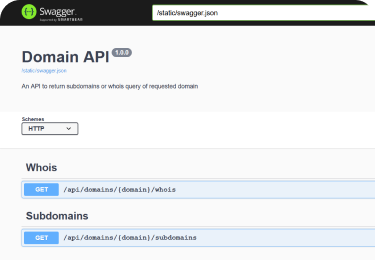 Swagger
Supported by SMARTBEAR
/static/swagger.json
Domain API 1.0.0
/static/swagger.json
An API to return subdomains or whois query of requested domain
Schemes
HTTP
Whois
GET /api/domains/{domain}/whois
Subdomains
GET /api/domains/{domain}/subdomains